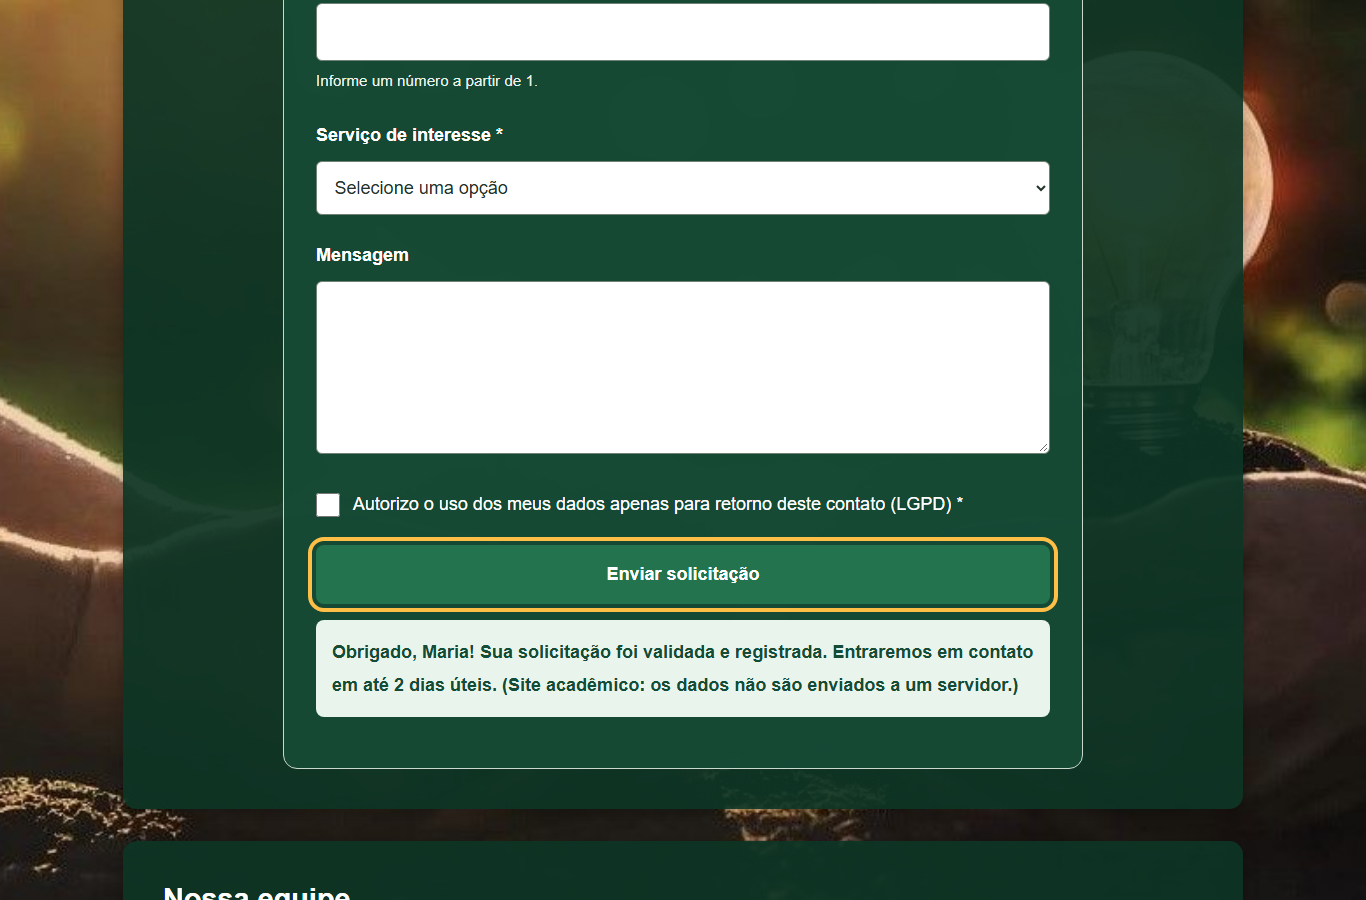 Informe um número a partir de 1.
Serviço de interesse *
Selecione uma opção
Mensagem
Autorizo o uso dos meus dados apenas para retorno deste contato (LGPD) *
Enviar solicitação
Obrigado, Maria! Sua solicitação foi validada e registrada. Entraremos em contato
em até 2 dias úteis. (Site acadêmico: os dados não são enviados a um servidor.)
Nossa equipe